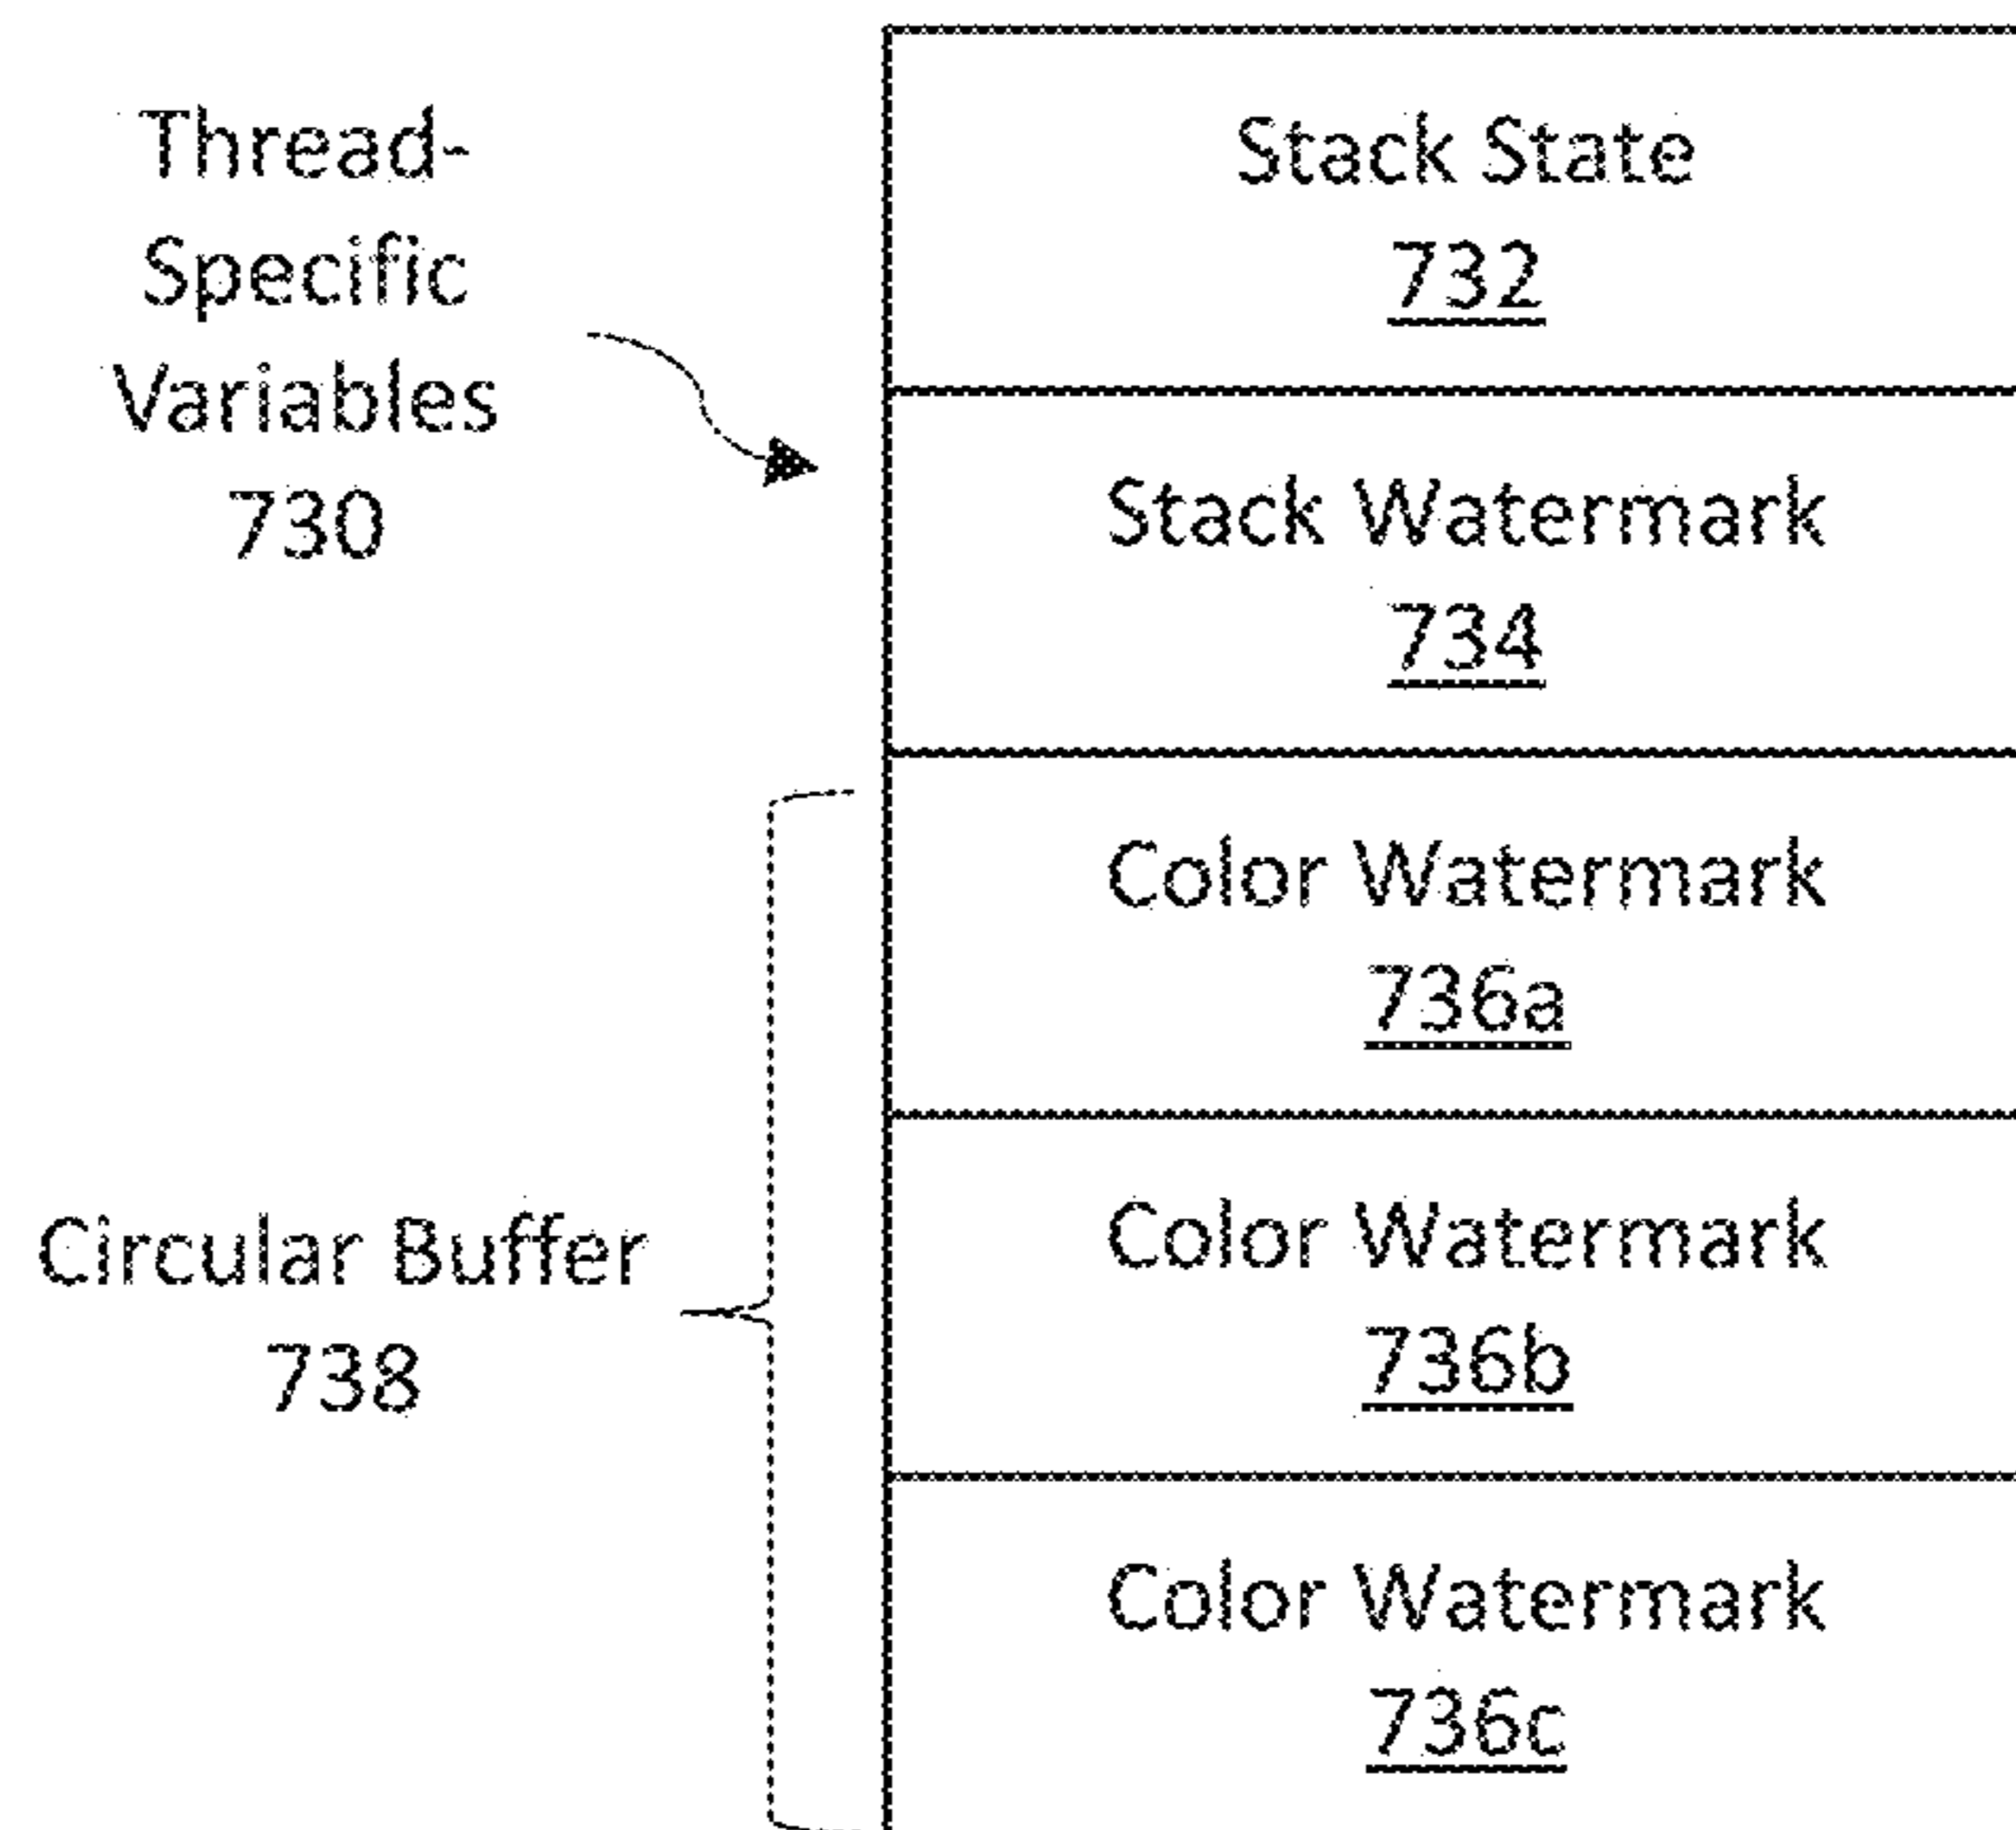 Thread-
Specific
Variables
730
Stack State
732
Stack Watermark
734
Circular Buffer
738
Color Watermark
736a
Color Watermark
736b
Color Watermark
736c